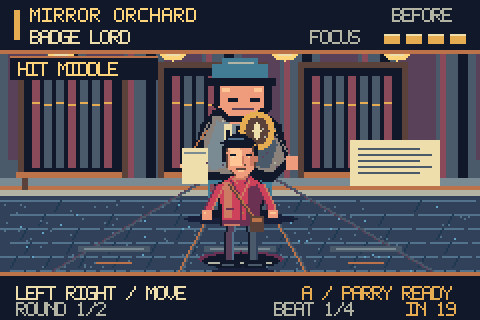 MIRROR ORCHARD
BEFORE
BADGE LORD
FOCUS
HIT MIDDLE
LEFT RIGHT / MOVE
A / PARRY READY
ROUND 1/2
BEAT 1/4
IN 19